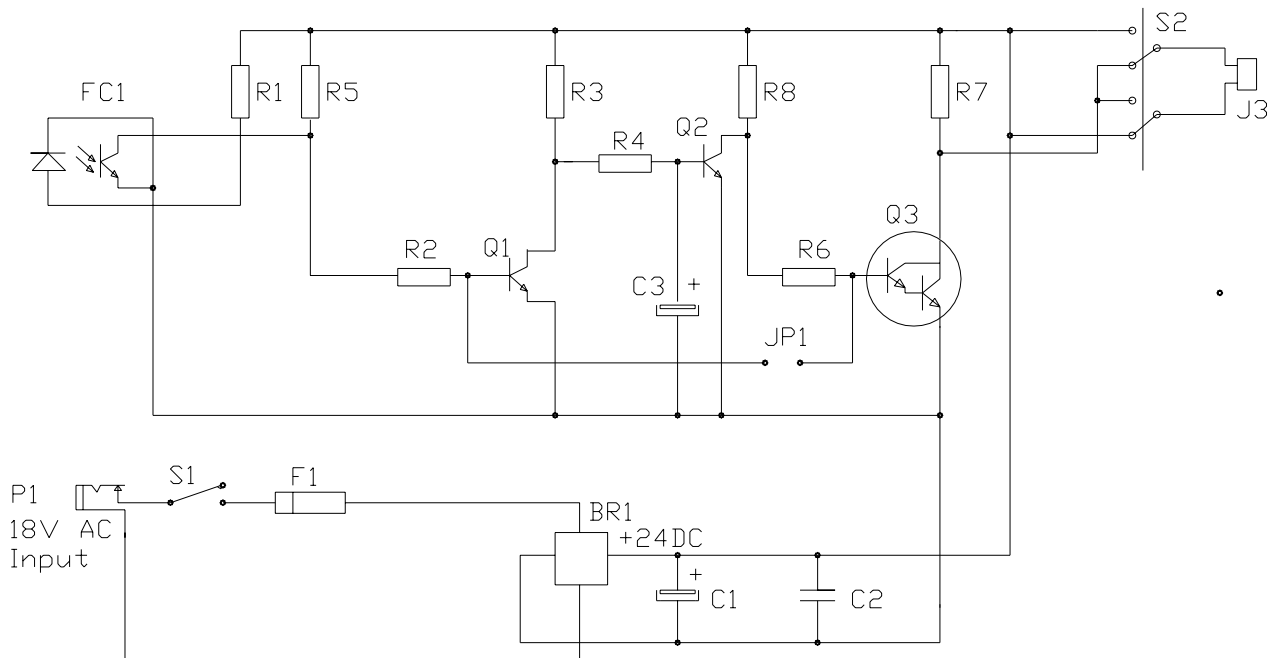 S2
FC1
R1
R5
R3
R8
R7
J3
Q2
R4
Q3
R2
Q1
R6
C3
+
JP1
S1
F1
P1
18V AC
Input
BR1
+24DC
+
C1
C2